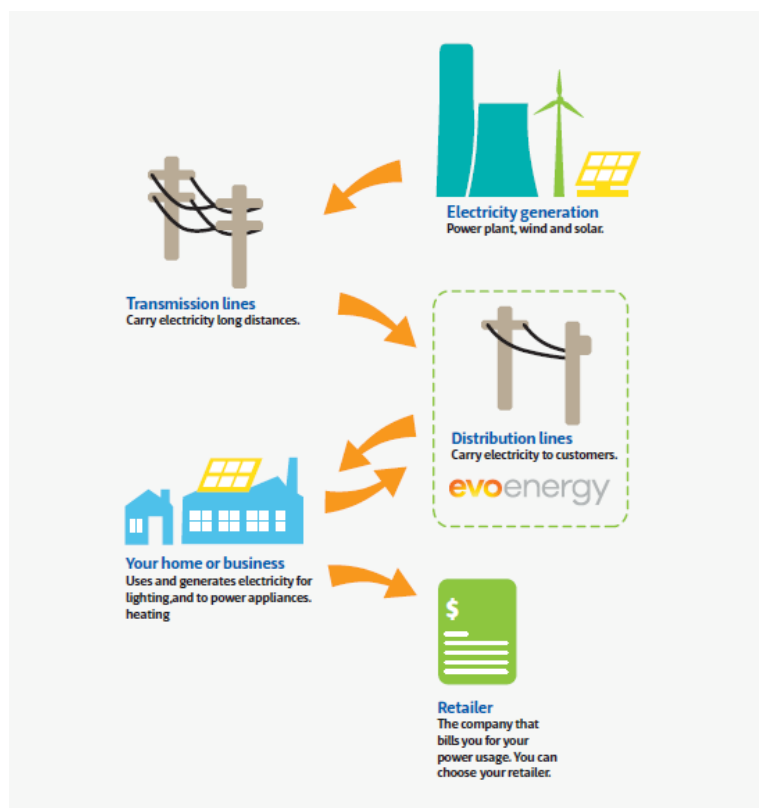 Electricity generation
Power plant, wind and solar.
Transmission lines
Carry electricity long distances.
Distribution lines
Carry electricity to customers.
evoenergy
Your home or business
Uses and generates electricity for
lighting,and to power appliances.
heating
$
Retailer
The company that
bills you for your
power usage. You can
choose your retailer.